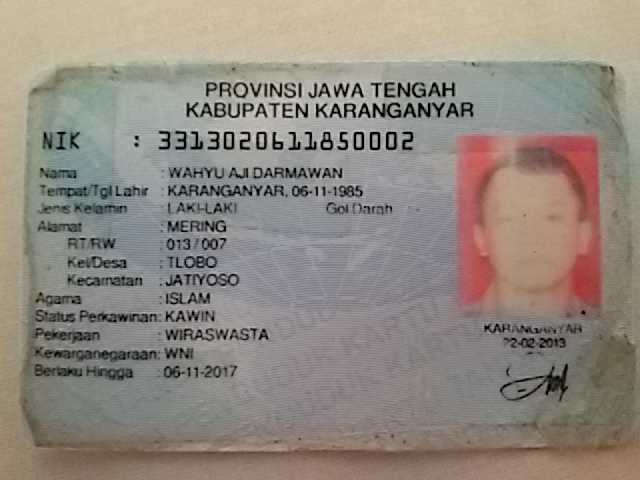 PROVINSI JAWA TENGAH
KABUPATEN KARANGANYAR
NIK : 3313020611850002
Nama : WAHYU AJI DARMAWAN
Tempat/Tgl Lahir : KARANGANYAR, 06-11-1985
Jenis Kelamin : LAKI-LAKI Gol Darah
Alamat : MERING
RT/RW : 013 / 007
Kel/Desa : TLOBO
Kecamatan : JATIYOSO
Agama : ISLAM
Status Perkawinan: KAWIN
Pekerjaan : WIRASWASTA
Kewarganegaraan: WNI
Berlaku Hingga : 06-11-2017
KARANGANYAR
22-02-2013